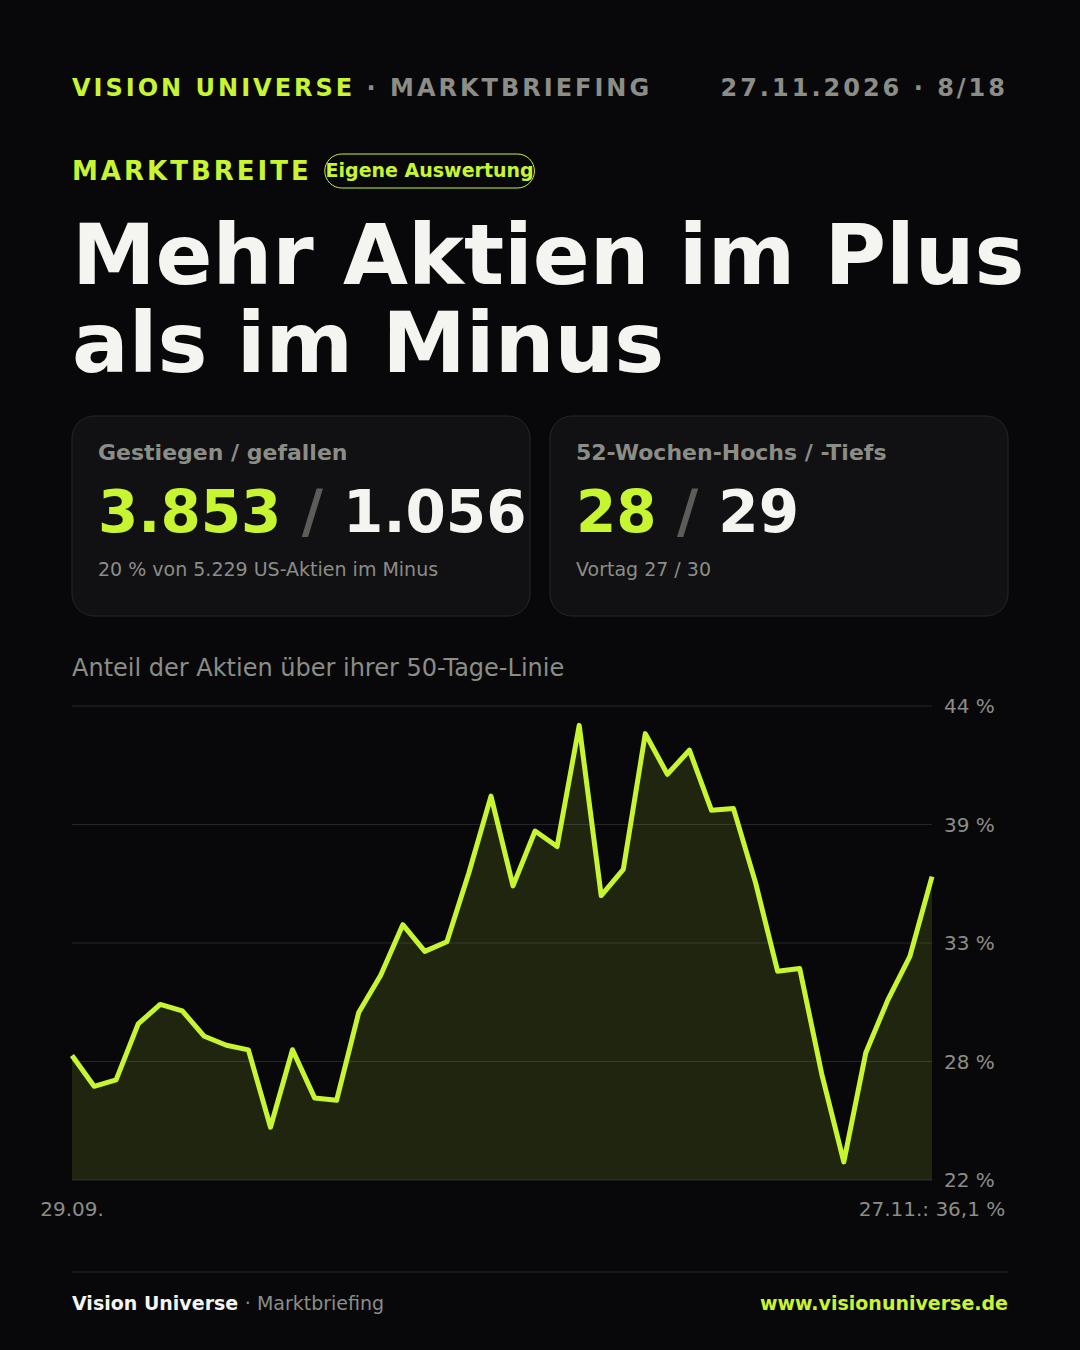 VISION UNIVERSE · MARKTBRIEFING 27.11.2026 · 8/18
MARKTBREITE Eigene Auswertung
Mehr Aktien im Plus
als im Minus
Gestiegen / gefallen
3.853 / 1.056
20 % von 5.229 US-Aktien im Minus
52-Wochen-Hochs / -Tiefs
28 / 29
Vortag 27 / 30
Anteil der Aktien über ihrer 50-Tage-Linie
44 %
39 %
33 %
28 %
22 %
29.09. 27.11.: 36,1 %
Vision Universe · Marktbriefing www.visionuniverse.de